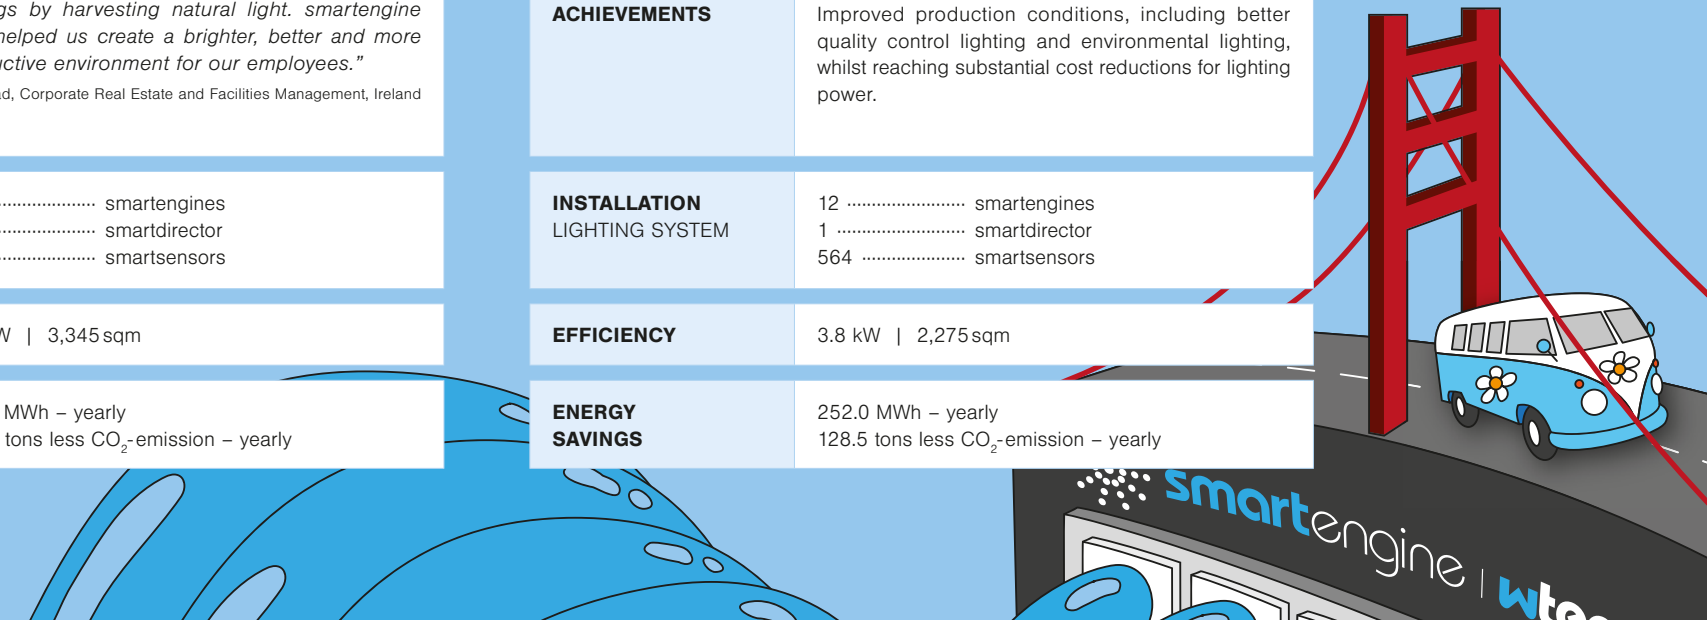 gs by harvesting natural light. smartengine
helped us create a brighter, better and more
uctive environment for our employees.”
ad, Corporate Real Estate and Facilities Management, Ireland
smartengines
smartdirector
smartsensors
W | 3,345 sqm
MWh – yearly
tons less CO2-emission – yearly
ACHIEVEMENTS
Improved production conditions, including better
quality control lighting and environmental lighting,
whilst reaching substantial cost reductions for lighting
power.
INSTALLATION
LIGHTING SYSTEM
12 ........................ smartengines
1 ........................ smartdirector
564 ..................... smartsensors
EFFICIENCY
3.8 kW | 2,275 sqm
ENERGY
SAVINGS
252.0 MWh – yearly
128.5 tons less CO2-emission – yearly
smartengine | wtec